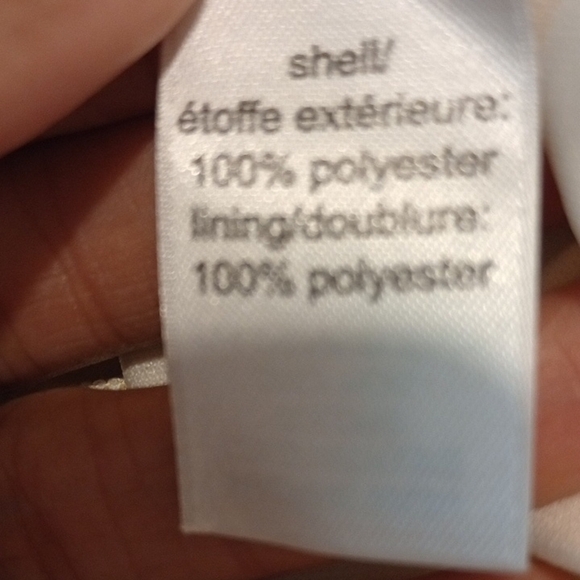 shell/
étoffe extérieure:
100% polyester
lining/doublure:
100% polyester